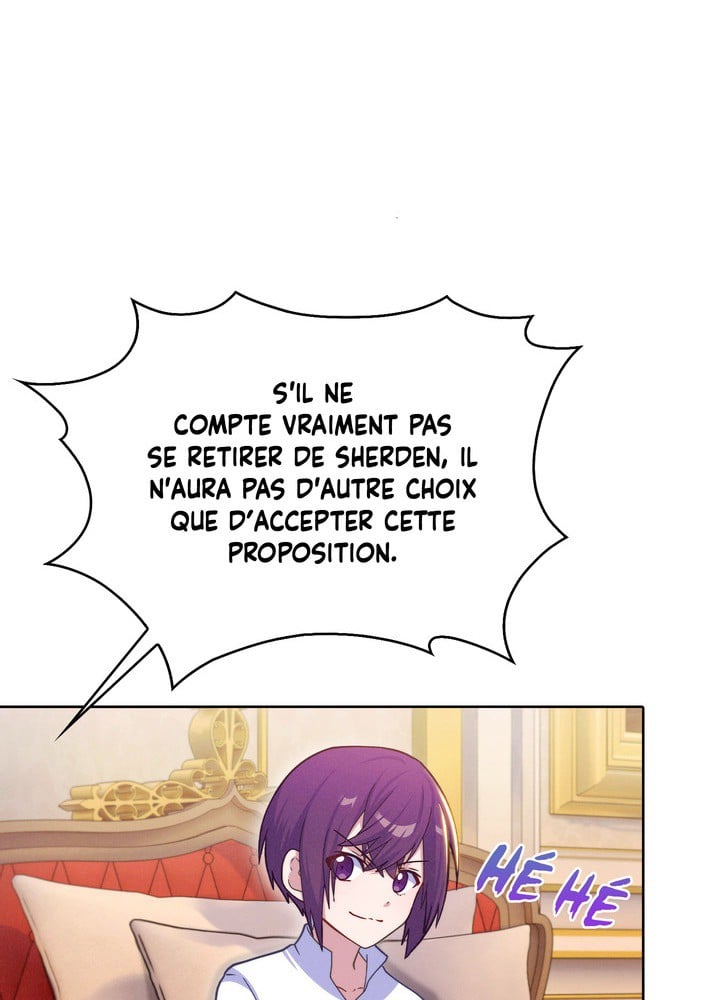 S'IL NE
COMPTE VRAIMENT PAS
SE RETIRER DE SHERDEN, IL
N'AURA PAS D'AUTRE CHOIX
QUE D'ACCEPTER CETTE
PROPOSITION.
HÉ HÉ